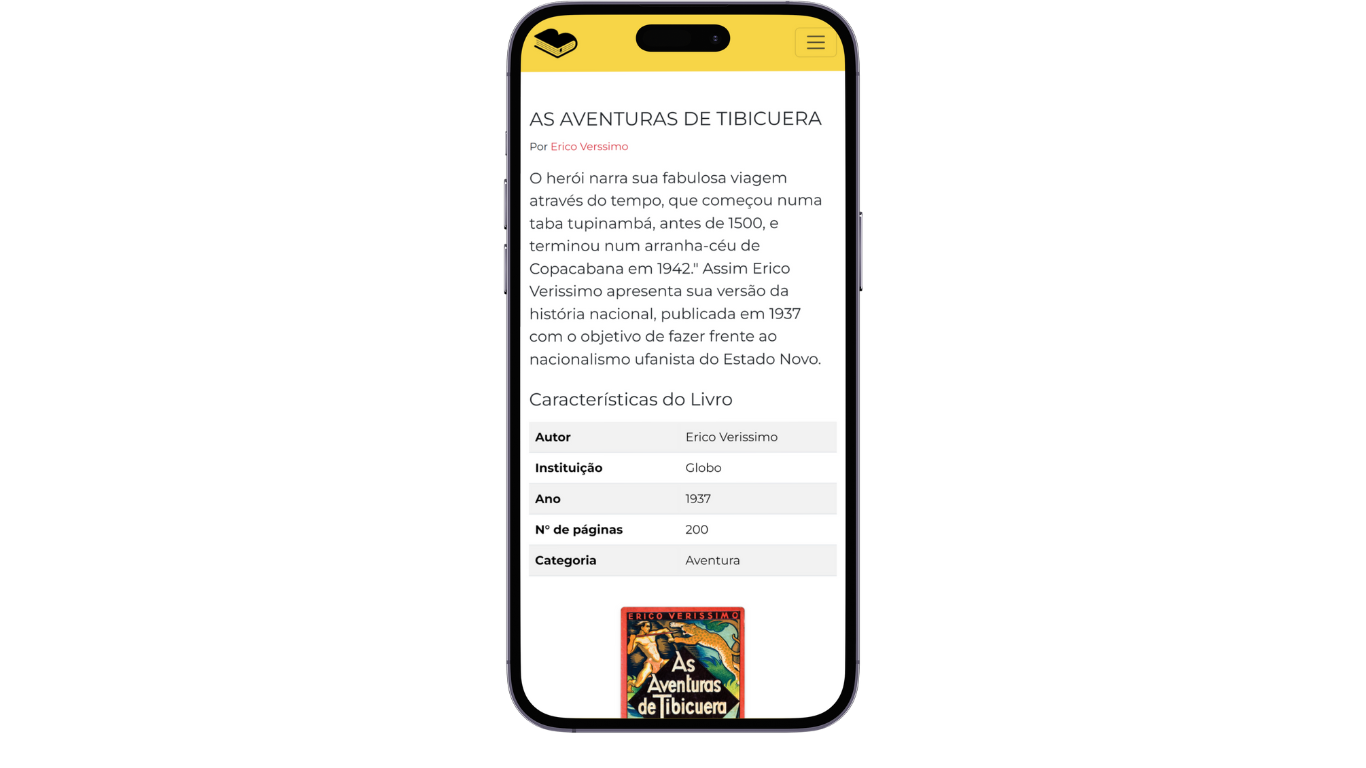 AS AVENTURAS DE TIBICUERA
Por Erico Verssimo
O herói narra sua fabulosa viagem
através do tempo, que começou numa
taba tupinambá, antes de 1500, e
terminou num arranha-céu de
Copacabana em 1942." Assim Erico
Verissimo apresenta sua versão da
história nacional, publicada em 1937
com o objetivo de fazer frente ao
nacionalismo ufanista do Estado Novo.
Características do Livro
Autor Erico Verissimo
Instituição Globo
Ano 1937
N° de páginas 200
Categoria Aventura
ERICO VERISSIMO
As
Aventuras
de Tibicuera